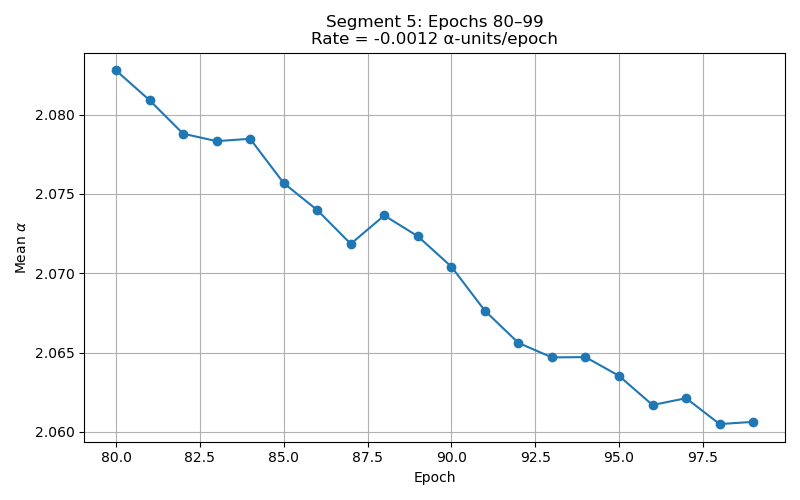 Segment 5: Epochs 80–99
Rate = -0.0012 α-units/epoch
Mean α
2.080
2.075
2.070
2.065
2.060
80.0 82.5 85.0 87.5 90.0 92.5 95.0 97.5
Epoch